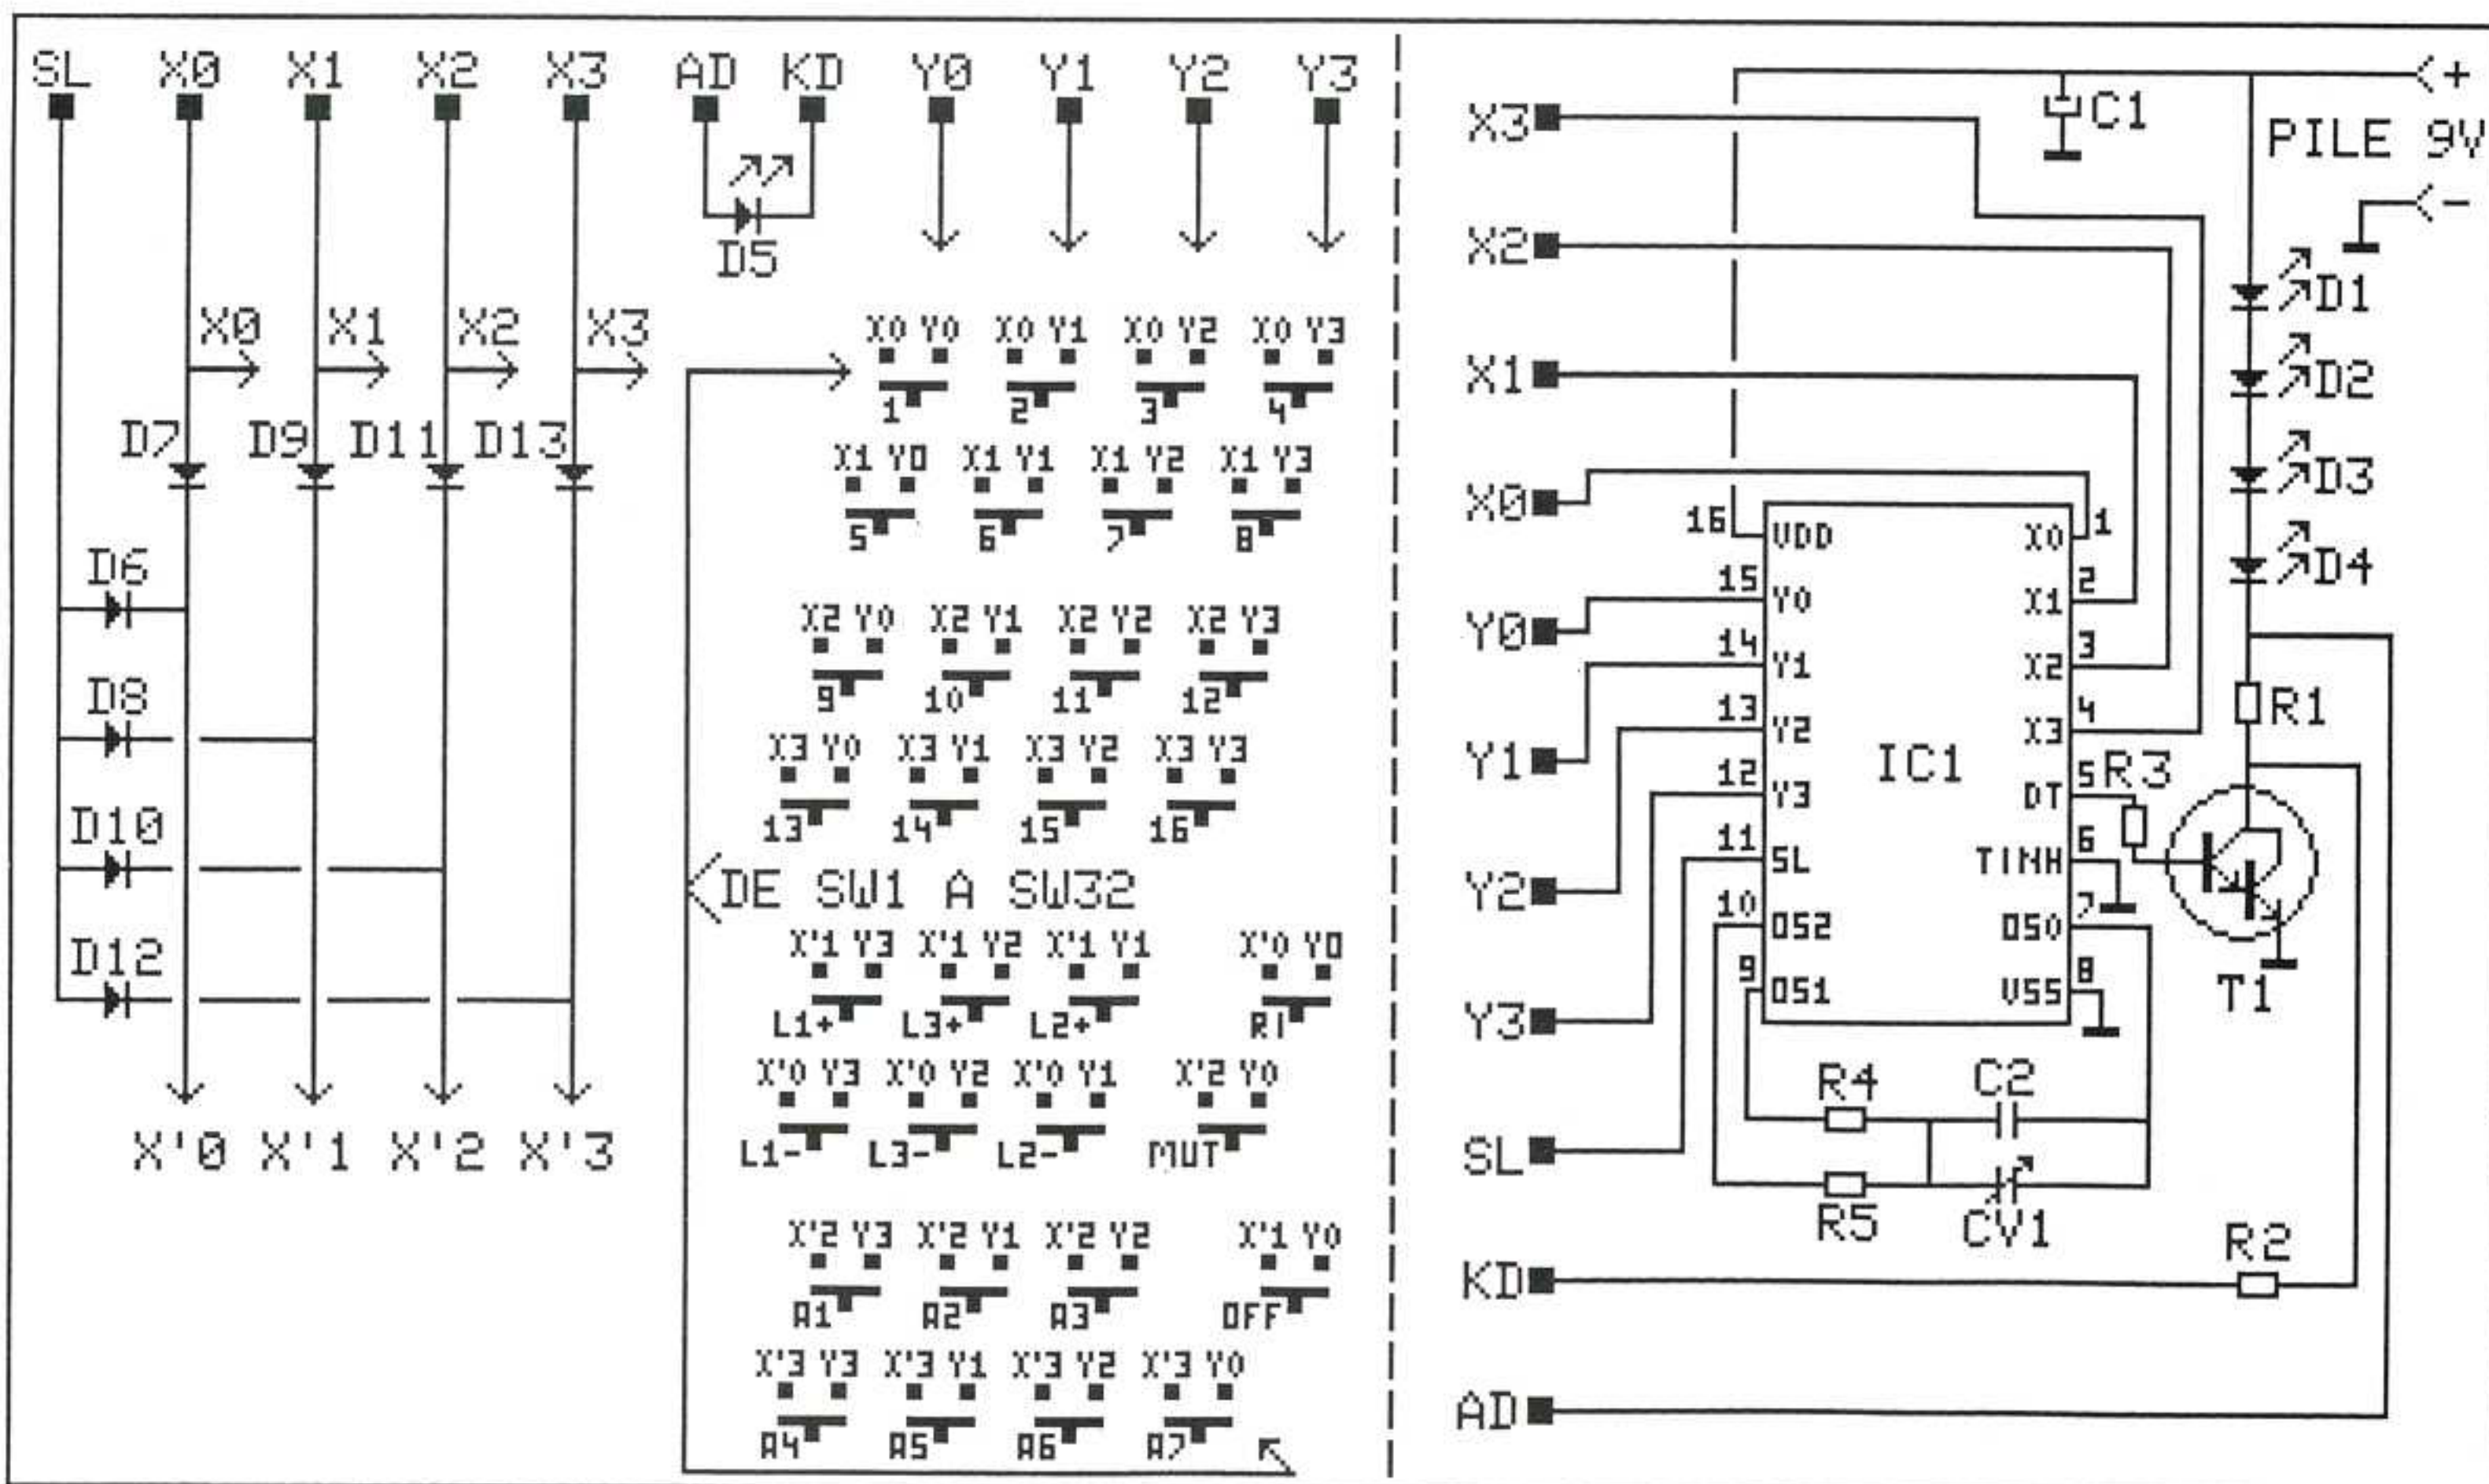 SL X0 X1 X2 X3 AD KD Y0 Y1 Y2 Y3
D5
X0 X1 X2 X3
D7 D9 D11 D13
D6
D8
D10
D12
X'0 X'1 X'2 X'3
X0 Y0 X0 Y1 X0 Y2 X0 Y3
1 2 3 4
X1 Y0 X1 Y1 X1 Y2 X1 Y3
5 6 7 8
X2 Y0 X2 Y1 X2 Y2 X2 Y3
9 10 11 12
X3 Y0 X3 Y1 X3 Y2 X3 Y3
13 14 15 16
DE SW1 A SW32
X'1 Y3 X'1 Y2 X'1 Y1 X'0 Y0
L1+ L3+ L2+ RI
X'0 Y3 X'0 Y2 X'0 Y1 X'2 Y0
L1- L3- L2- MUT
X'2 Y3 X'2 Y1 X'2 Y2 X'1 Y0
A1 A2 A3 OFF
X'3 Y3 X'3 Y1 X'3 Y2 X'3 Y0
A4 A5 A6 A7
X3
X2
X1
X0
Y0
Y1
Y2
Y3
SL
KD
AD
+
C1
PILE 9V
-
D1
D2
D3
D4
R1
16 VDD X0 1
15 Y0 X1 2
14 Y1 X2 3
13 Y2 X3 4
IC1
12 Y3 DT 5 R3
11 SL TINH 6
10 OS2 OS0 7
9 OS1 VSS 8
T1
R4 C2
R5 CV1
R2